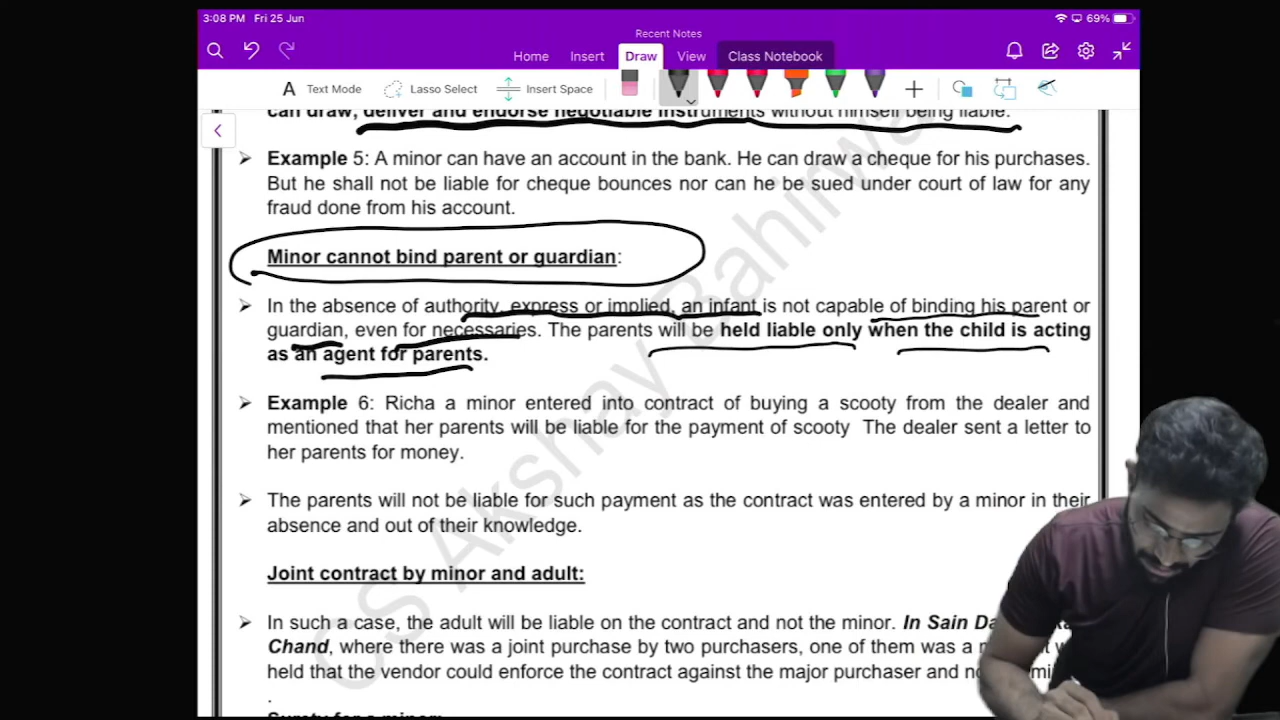 3:08 PM Fri 25 Jun
69%
Recent Notes
Home Insert Draw View Class Notebook
A Text Mode Lasso Select Insert Space
can draw, deliver and endorse negotiable instruments without himself being liable.
➢ Example 5: A minor can have an account in the bank. He can draw a cheque for his purchases.
But he shall not be liable for cheque bounces nor can he be sued under court of law for any
fraud done from his account.
Minor cannot bind parent or guardian:
➢ In the absence of authority, express or implied, an infant is not capable of binding his parent or
guardian, even for necessaries. The parents will be held liable only when the child is acting
as an agent for parents.
➢ Example 6: Richa a minor entered into contract of buying a scooty from the dealer and
mentioned that her parents will be liable for the payment of scooty The dealer sent a letter to
her parents for money.
➢ The parents will not be liable for such payment as the contract was entered by a minor in their
absence and out of their knowledge.
Joint contract by minor and adult:
➢ In such a case, the adult will be liable on the contract and not the minor. In Sain
Chand, where there was a joint purchase by two purchasers, one of them was a
held that the vendor could enforce the contract against the major purchaser and
.
Surety for a minor:
CS Akshay Bahirwa